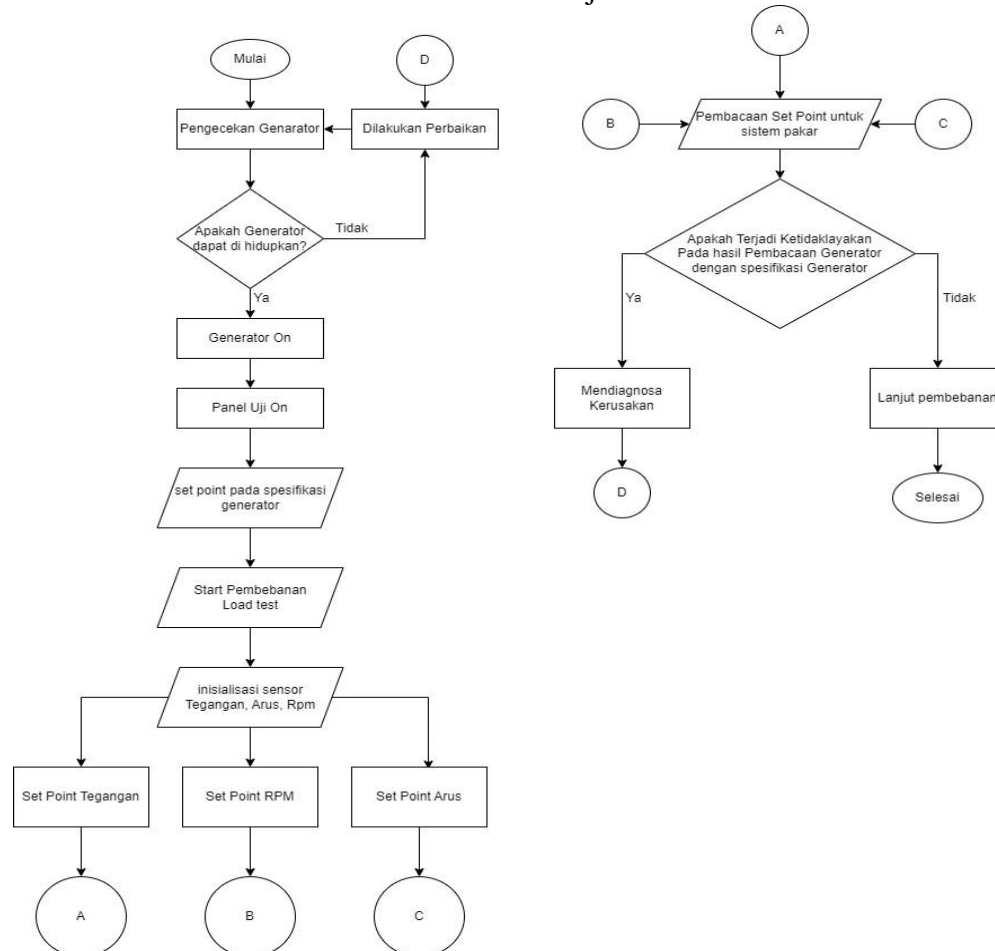 Mulai
D
Pengecekan Genarator
Dilakukan Perbaikan
Apakah Generator
dapat di hidupkan?
Tidak
Ya
Generator On
Panel Uji On
set point pada spesifikasi
generator
Start Pembebanan
Load test
inisialisasi sensor
Tegangan, Arus, Rpm
Set Point Tegangan
Set Point RPM
Set Point Arus
A
B
C
A
B
Pembacaan Set Point untuk
sistem pakar
C
Apakah Terjadi Ketidaklayakan
Pada hasil Pembacaan Generator
dengan spesifikasi Generator
Ya
Tidak
Mendiagnosa
Kerusakan
Lanjut pembebanan
D
Selesai